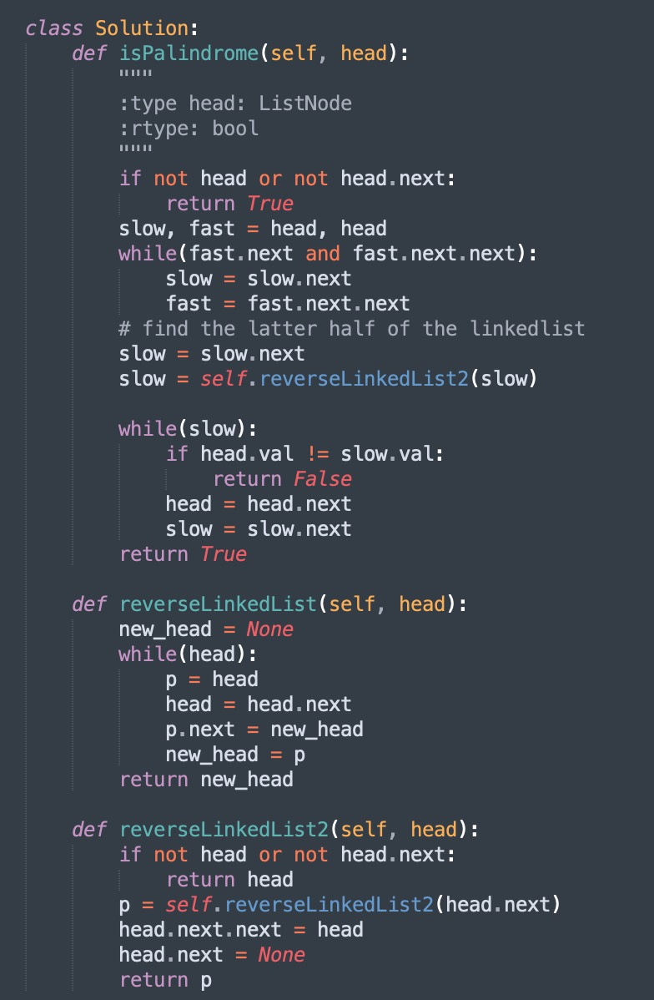 class Solution:
    def isPalindrome(self, head):
        """
        :type head: ListNode
        :rtype: bool
        """
        if not head or not head.next:
            return True
        slow, fast = head, head
        while(fast.next and fast.next.next):
            slow = slow.next
            fast = fast.next.next
        # find the latter half of the linkedlist
        slow = slow.next
        slow = self.reverseLinkedList2(slow)

        while(slow):
            if head.val != slow.val:
                return False
            head = head.next
            slow = slow.next
        return True

    def reverseLinkedList(self, head):
        new_head = None
        while(head):
            p = head
            head = head.next
            p.next = new_head
            new_head = p
        return new_head

    def reverseLinkedList2(self, head):
        if not head or not head.next:
            return head
        p = self.reverseLinkedList2(head.next)
        head.next.next = head
        head.next = None
        return p